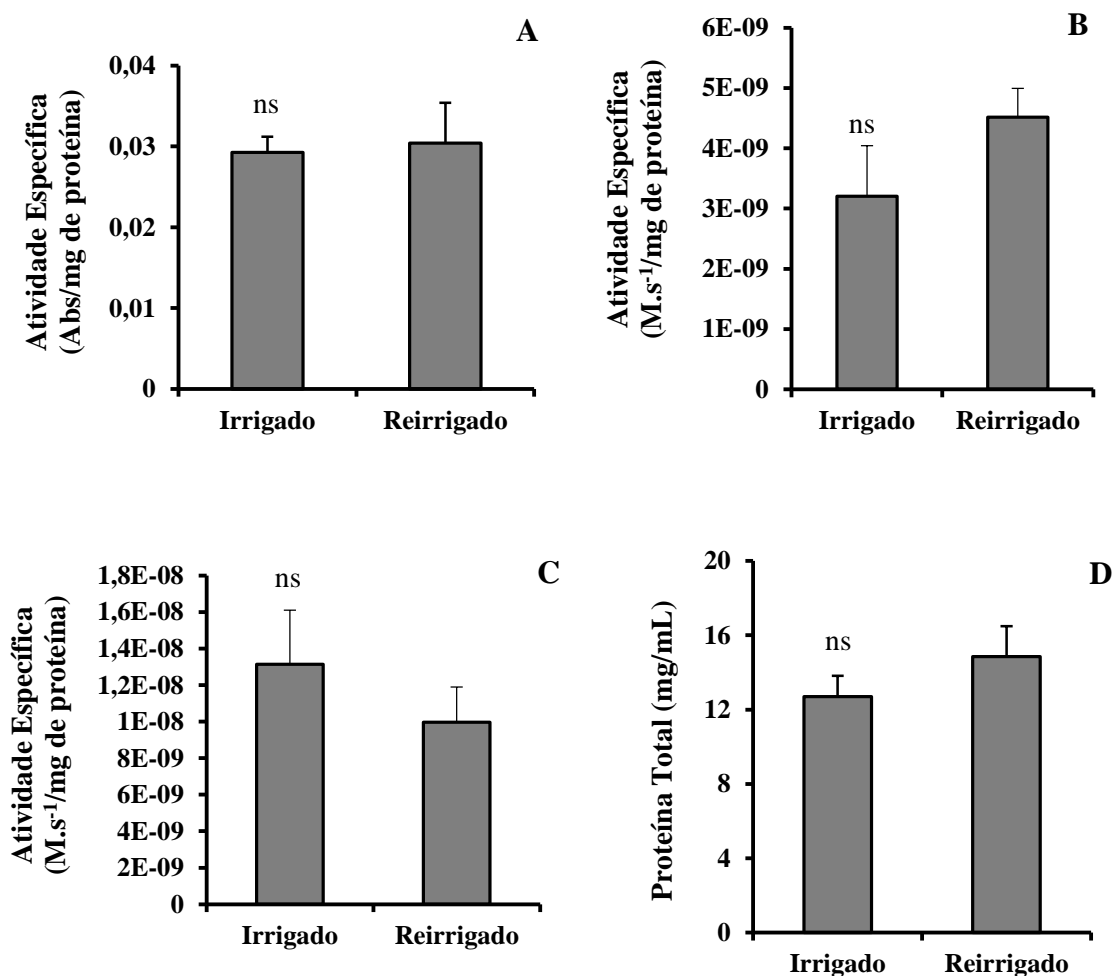 A
Atividade Específica
(Abs/mg de proteína)
0,04
0,03
0,02
0,01
0
ns
Irrigado
Reirrigado
B
Atividade Específica
(M.s⁻¹/mg de proteína)
6E-09
5E-09
4E-09
3E-09
2E-09
1E-09
0
ns
Irrigado
Reirrigado
C
Atividade Específica
(M.s⁻¹/mg de proteína)
1,8E-08
1,6E-08
1,4E-08
1,2E-08
1E-08
8E-09
6E-09
4E-09
2E-09
0
ns
Irrigado
Reirrigado
D
Proteína Total (mg/mL)
20
16
12
8
4
0
ns
Irrigado
Reirrigado